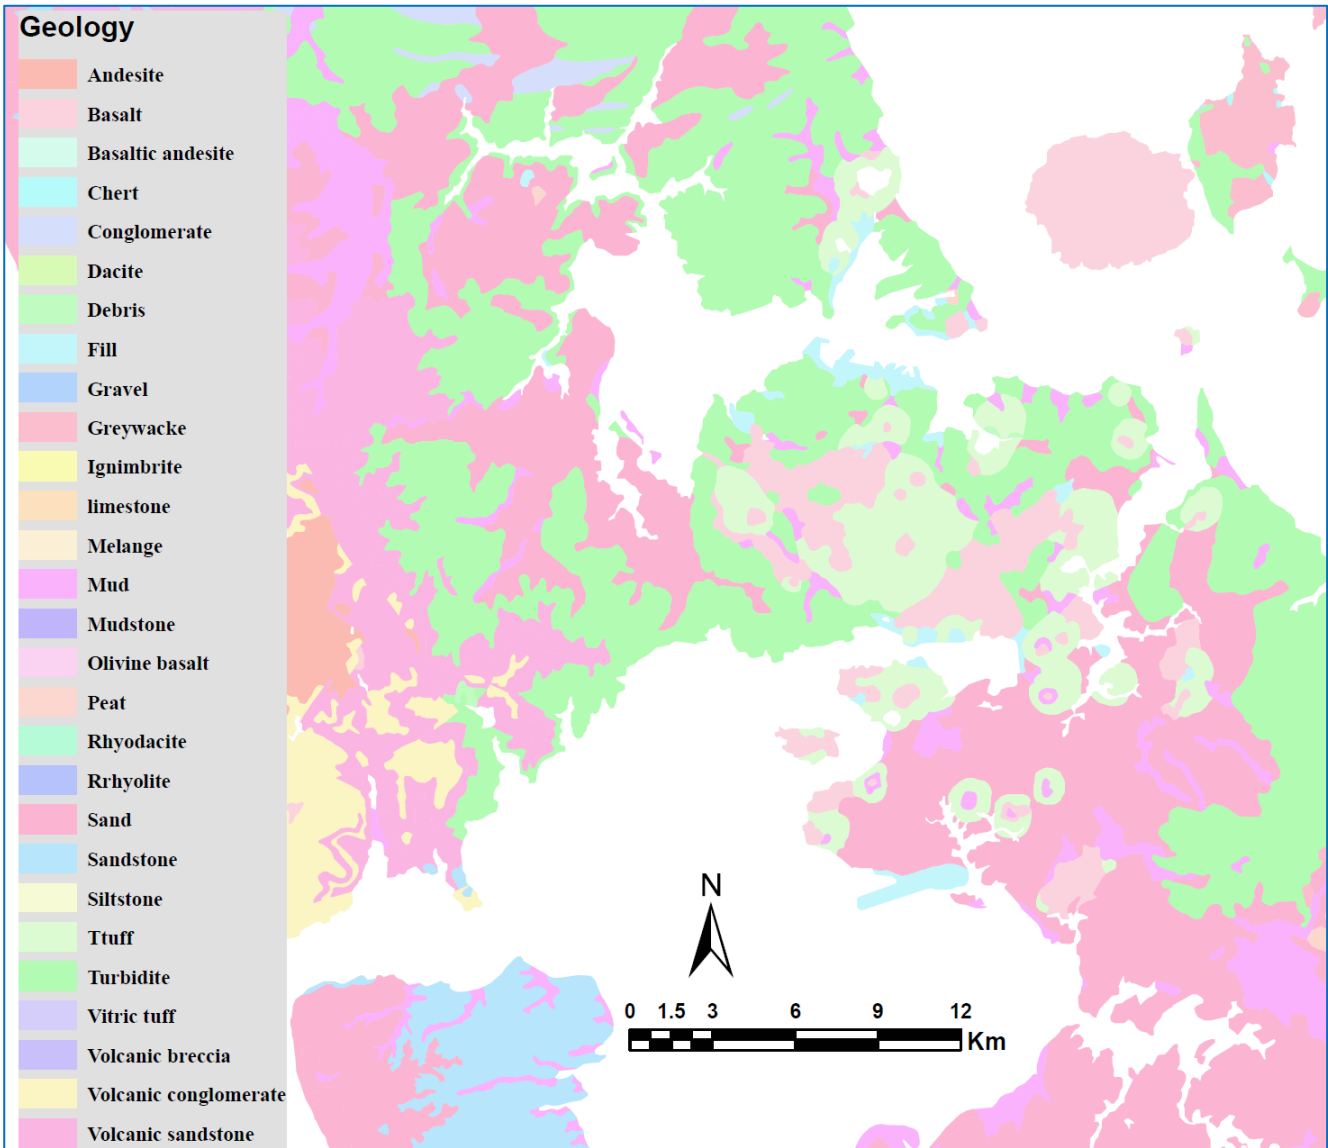 Geology
Andesite
Basalt
Basaltic andesite
Chert
Conglomerate
Dacite
Debris
Fill
Gravel
Greywacke
Ignimbrite
limestone
Melange
Mud
Mudstone
Olivine basalt
Peat
Rhyodacite
Rrhyolite
Sand
Sandstone
Siltstone
Ttuff
Turbidite
Vitric tuff
Volcanic breccia
Volcanic conglomerate
Volcanic sandstone
N
0 1.5 3 6 9 12
Km